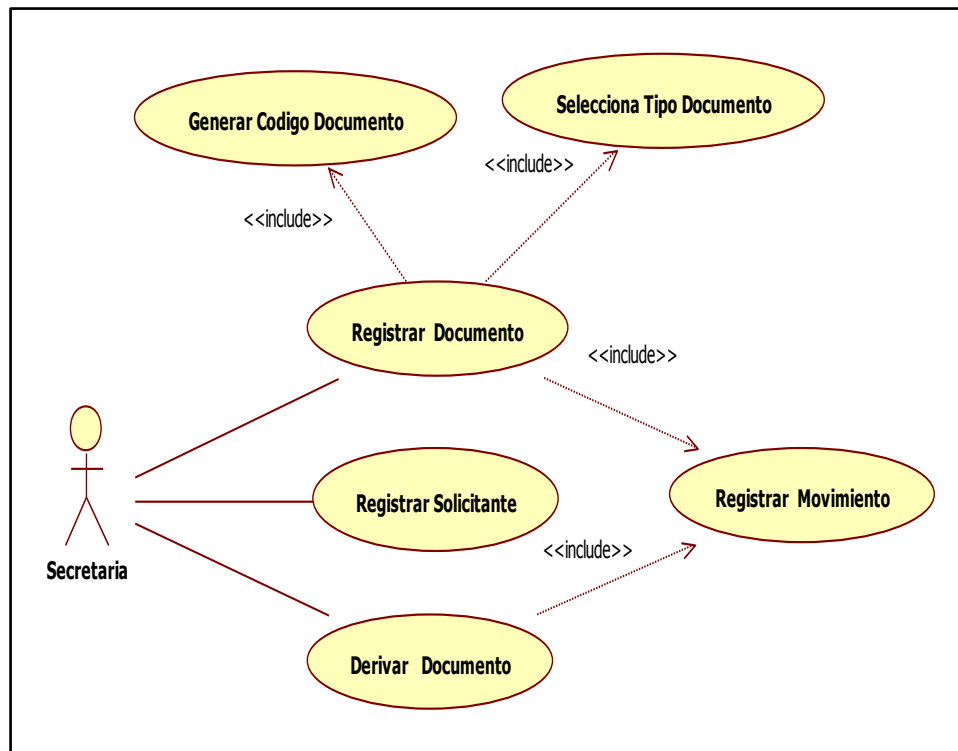 Generar Codigo Documento
Selecciona Tipo Documento
<<include>>
<<include>>
Registrar Documento
<<include>>
Registrar Solicitante
Registrar Movimiento
<<include>>
Secretaria
Derivar Documento